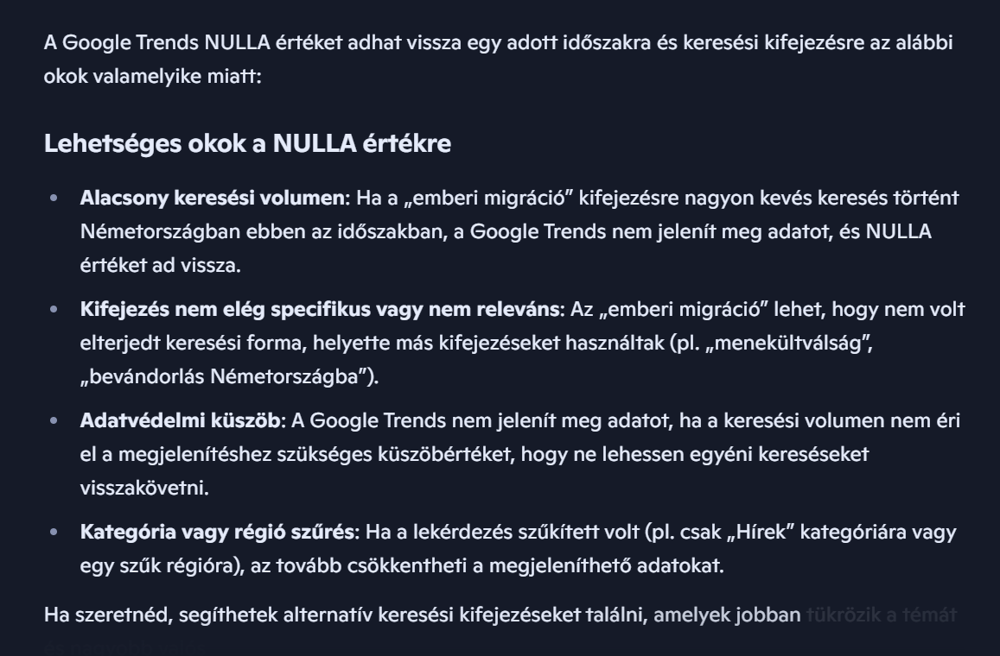 A Google Trends NULLA értéket adhat vissza egy adott időszakra és keresési kifejezésre az alábbi
okok valamelyike miatt:
Lehetséges okok a NULLA értékre
• Alacsony keresési volumen: Ha a „emberi migráció” kifejezésre nagyon kevés keresés történt
Németországban ebben az időszakban, a Google Trends nem jelenít meg adatot, és NULLA
értéket ad vissza.
• Kifejezés nem elég specifikus vagy nem releváns: Az „emberi migráció” lehet, hogy nem volt
elterjedt keresési forma, helyette más kifejezéseket használtak (pl. „menekültválság”,
„bevándorlás Németországba”).
• Adatvédelmi küszöb: A Google Trends nem jelenít meg adatot, ha a keresési volumen nem éri
el a megjelenítéshez szükséges küszöbértéket, hogy ne lehessen egyéni kereséseket
visszakövetni.
• Kategória vagy régió szűrés: Ha a lekérdezés szűkített volt (pl. csak „Hírek” kategóriára vagy
egy szűk régióra), az tovább csökkentheti a megjeleníthető adatokat.
Ha szeretnéd, segíthetek alternatív keresési kifejezéseket találni, amelyek jobban tükrözik a témát